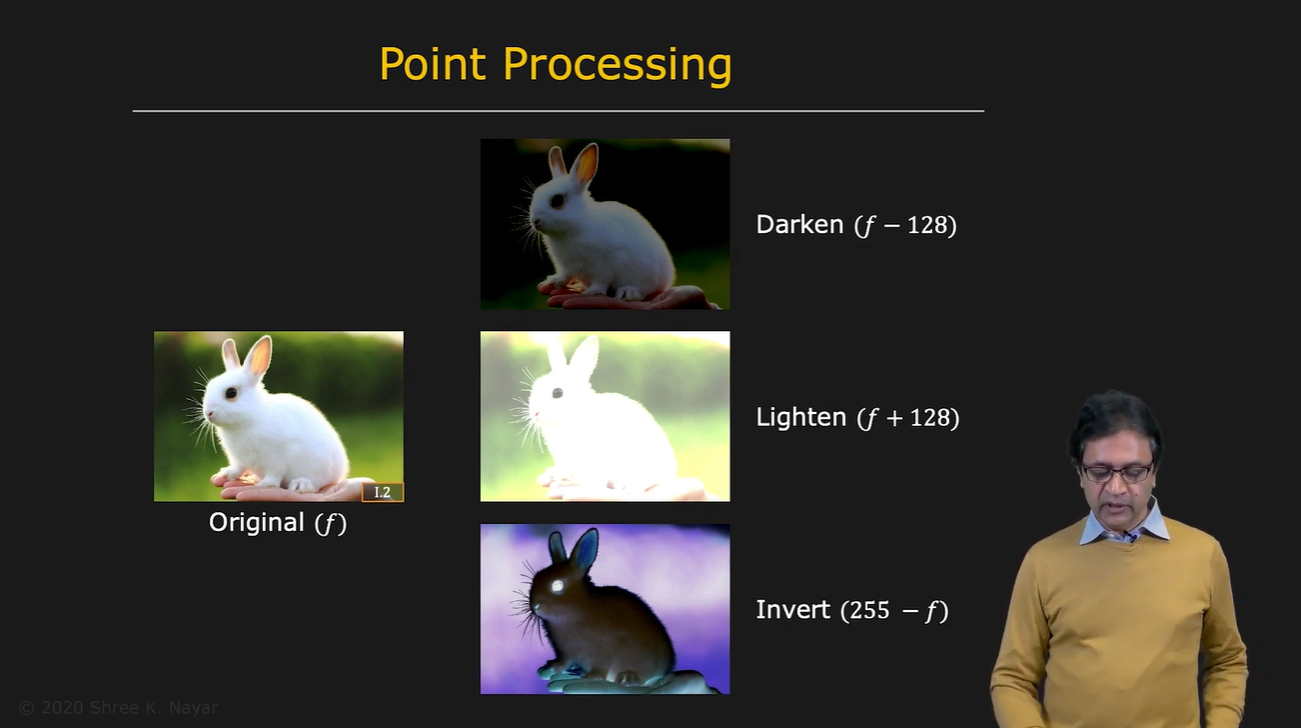 Point Processing
Darken (f − 128)
Lighten (f + 128)
I.2
Original (f)
Invert (255 − f)
© 2020 Shree K. Nayar